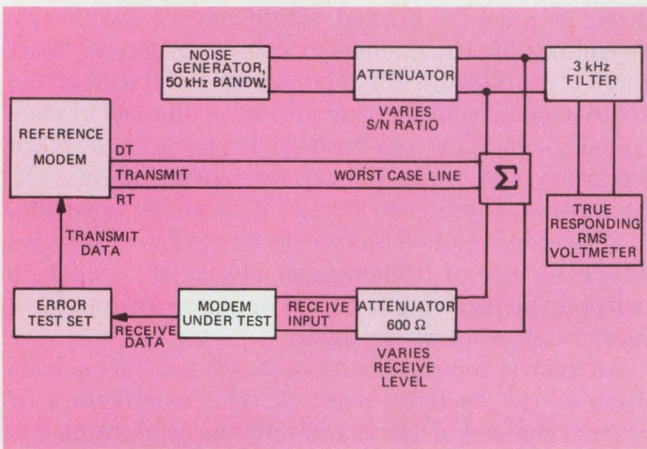 NOISE
GENERATOR,
50 kHz BANDW.
ATTENUATOR
3 kHz
FILTER
VARIES
S/N RATIO
REFERENCE
MODEM
DT
TRANSMIT
WORST CASE LINE
RT
Σ
TRUE
RESPONDING
RMS
VOLTMETER
TRANSMIT
DATA
ERROR
TEST SET
RECEIVE
DATA
MODEM
UNDER TEST
RECEIVE
INPUT
ATTENUATOR
600 Ω
VARIES
RECEIVE
LEVEL